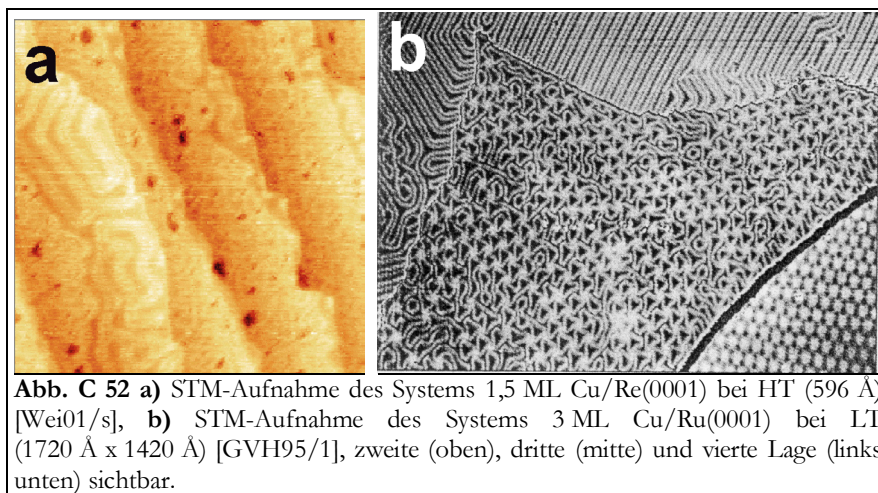 a
b
Abb. C 52 a) STM-Aufnahme des Systems 1,5 ML Cu/Re(0001) bei HT (596 Å)
[Wei01/s], b) STM-Aufnahme des Systems 3 ML Cu/Ru(0001) bei LT
(1720 Å x 1420 Å) [GVH95/1], zweite (oben), dritte (mitte) und vierte Lage (links
unten) sichtbar.